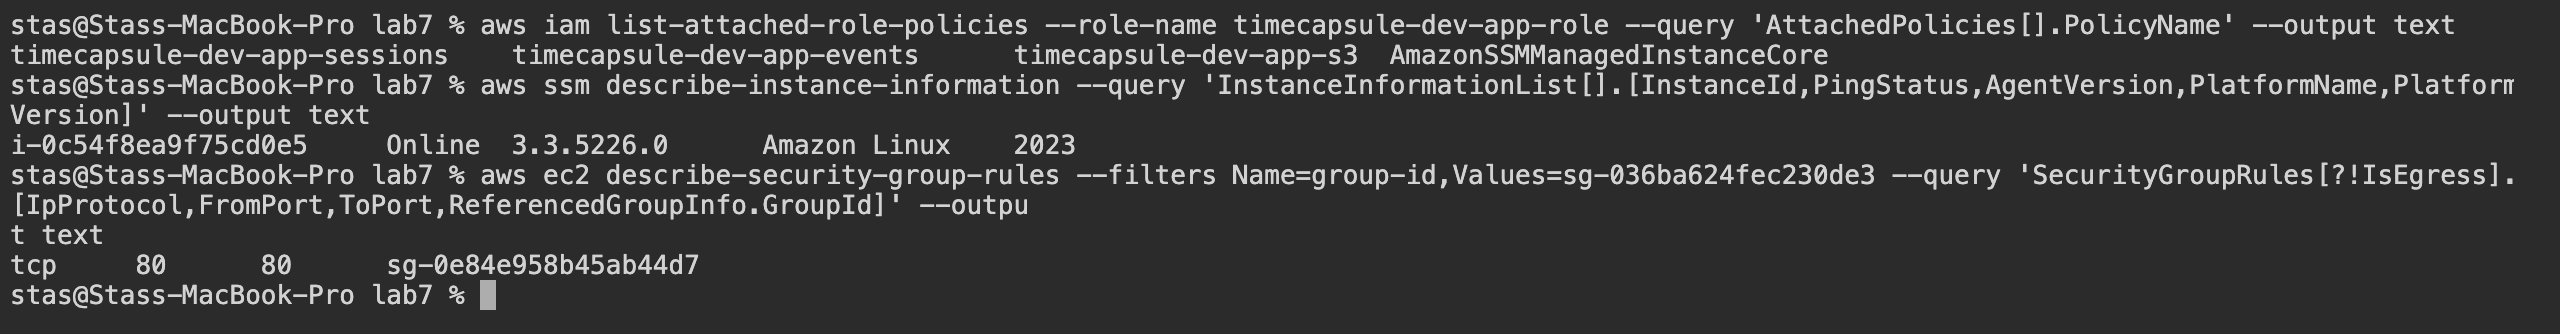 stas@Stass-MacBook-Pro lab7 % aws iam list-attached-role-policies --role-name timecapsule-dev-app-role --query 'AttachedPolicies[].PolicyName' --output text
timecapsule-dev-app-sessions    timecapsule-dev-app-events      timecapsule-dev-app-s3  AmazonSSMManagedInstanceCore
stas@Stass-MacBook-Pro lab7 % aws ssm describe-instance-information --query 'InstanceInformationList[].[InstanceId,PingStatus,AgentVersion,PlatformName,Platform
Version]' --output text
i-0c54f8ea9f75cd0e5     Online  3.3.5226.0      Amazon Linux    2023
stas@Stass-MacBook-Pro lab7 % aws ec2 describe-security-group-rules --filters Name=group-id,Values=sg-036ba624fec230de3 --query 'SecurityGroupRules[?!IsEgress].
[IpProtocol,FromPort,ToPort,ReferencedGroupInfo.GroupId]' --outpu
t text
tcp     80      80      sg-0e84e958b45ab44d7
stas@Stass-MacBook-Pro lab7 %